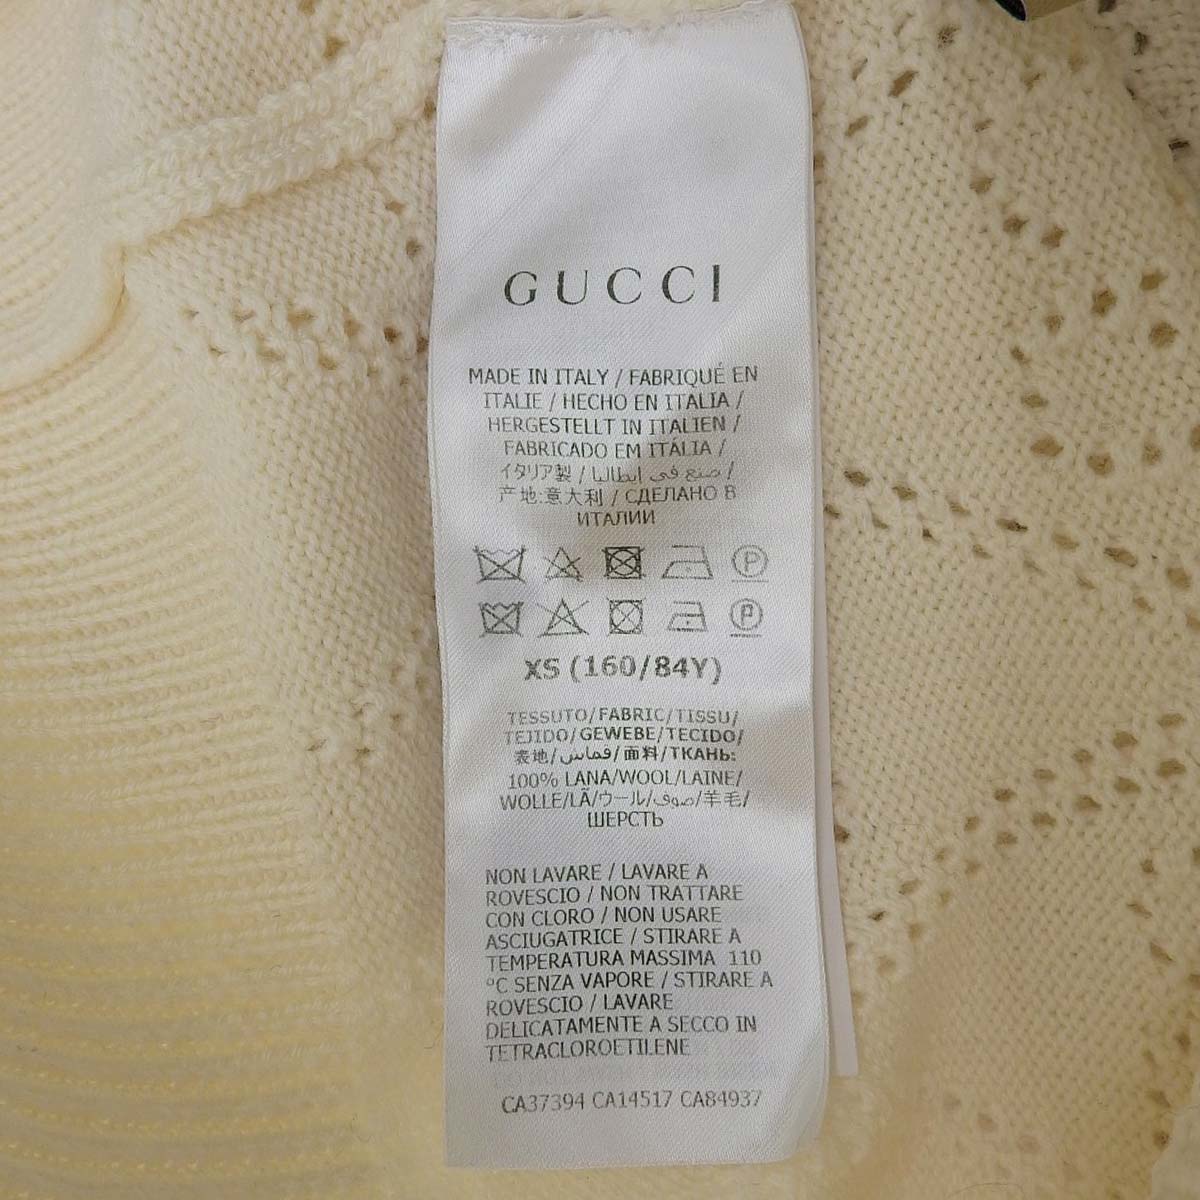 GUCCI
MADE IN ITALY / FABRIQUÉ EN
ITALIE / HECHO EN ITALIA /
HERGESTELLT IN ITALIEN /
FABRICADO EM ITÁLIA /
イタリア製 / صنع في إيطاليا /
产地:意大利 / СДЕЛАНО В
ИТАЛИИ
P
P
XS (160/84Y)
TESSUTO/FABRIC/TISSU/
TEJIDO/GEWEBE/TECIDO/
表地/قماش/面料/ТКАНЬ:
100% LANA/WOOL/LAINE/
WOLLE/LÃ/ウール/صوف/羊毛/
ШЕРСТЬ
NON LAVARE / LAVARE A
ROVESCIO / NON TRATTARE
CON CLORO / NON USARE
ASCIUGATRICE / STIRARE A
TEMPERATURA MASSIMA 110
°C SENZA VAPORE / STIRARE A
ROVESCIO / LAVARE
DELICATAMENTE A SECCO IN
TETRACLOROETILENE
CA37394 CA14517 CA84937